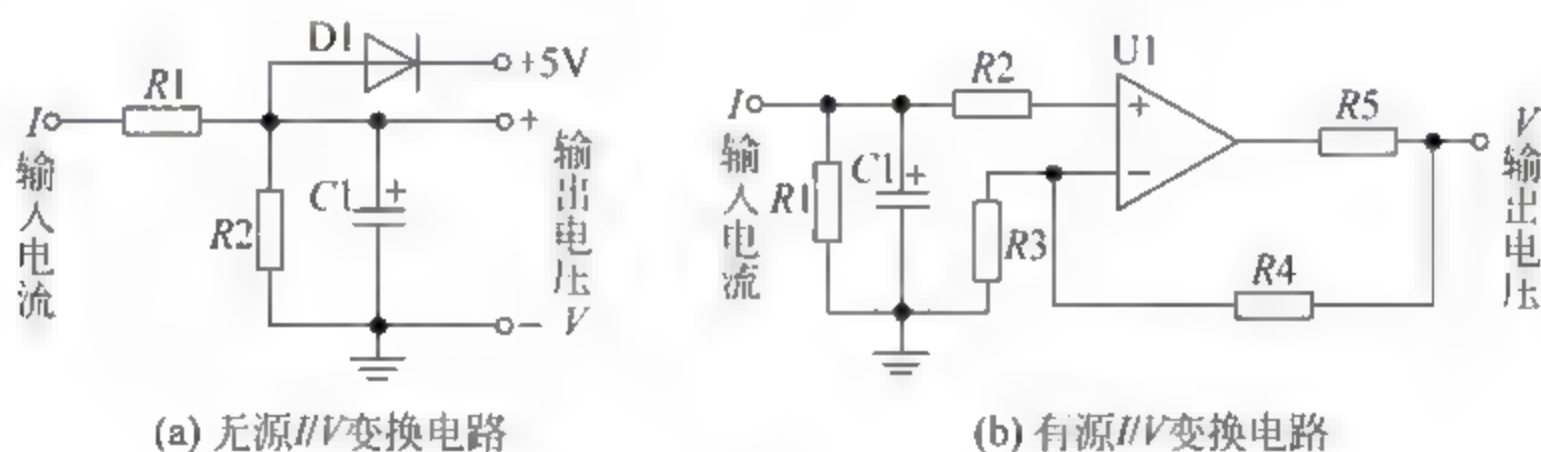 D1
+5V
R1
I
+
输入电流
R2
C1
+
输出电压
V
−
(a) 无源I/V变换电路
U1
R2
I
+
R5
V
输入电流
R1
C1
+
−
R3
输出电压
R4
(b) 有源I/V变换电路